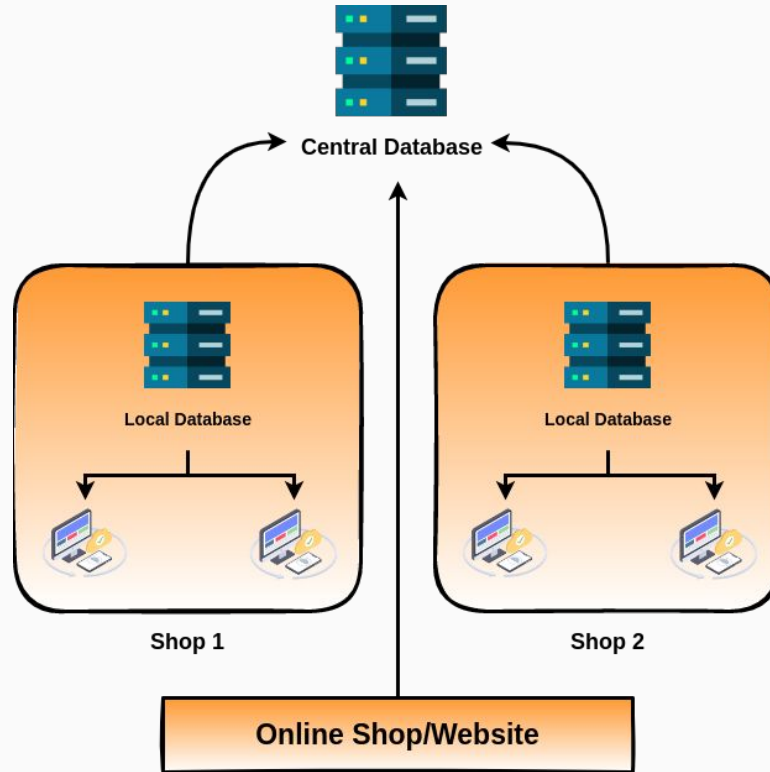 Central Database
Local Database
Local Database
Shop 1
Shop 2
Online Shop/Website